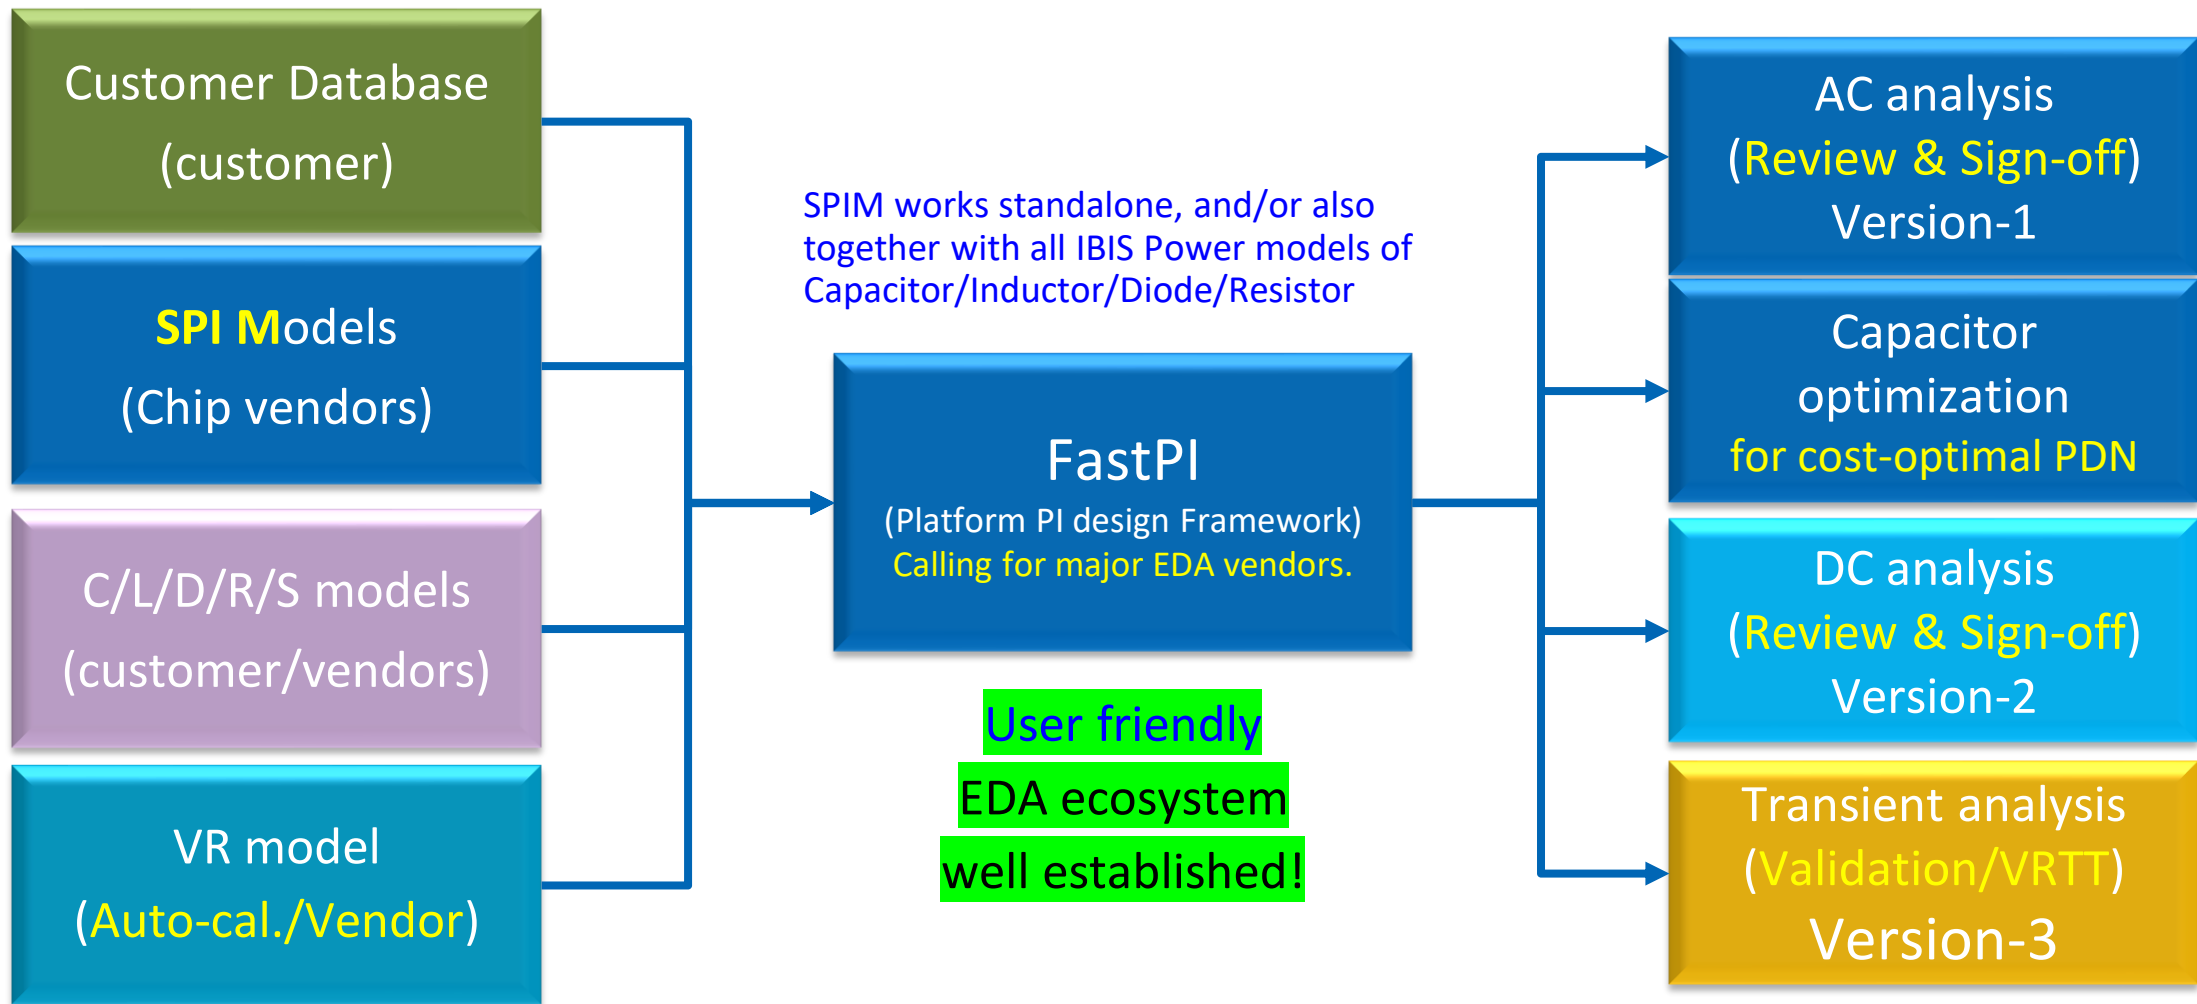 Customer Database
(customer)
SPI Models
(Chip vendors)
C/L/D/R/S models
(customer/vendors)
VR model
(Auto-cal./Vendor)
SPIM works standalone, and/or also
together with all IBIS Power models of
Capacitor/Inductor/Diode/Resistor
FastPI
(Platform PI design Framework)
Calling for major EDA vendors.
User friendly
EDA ecosystem
well established!
AC analysis
(Review & Sign-off)
Version-1
Capacitor
optimization
for cost-optimal PDN
DC analysis
(Review & Sign-off)
Version-2
Transient analysis
(Validation/VRTT)
Version-3